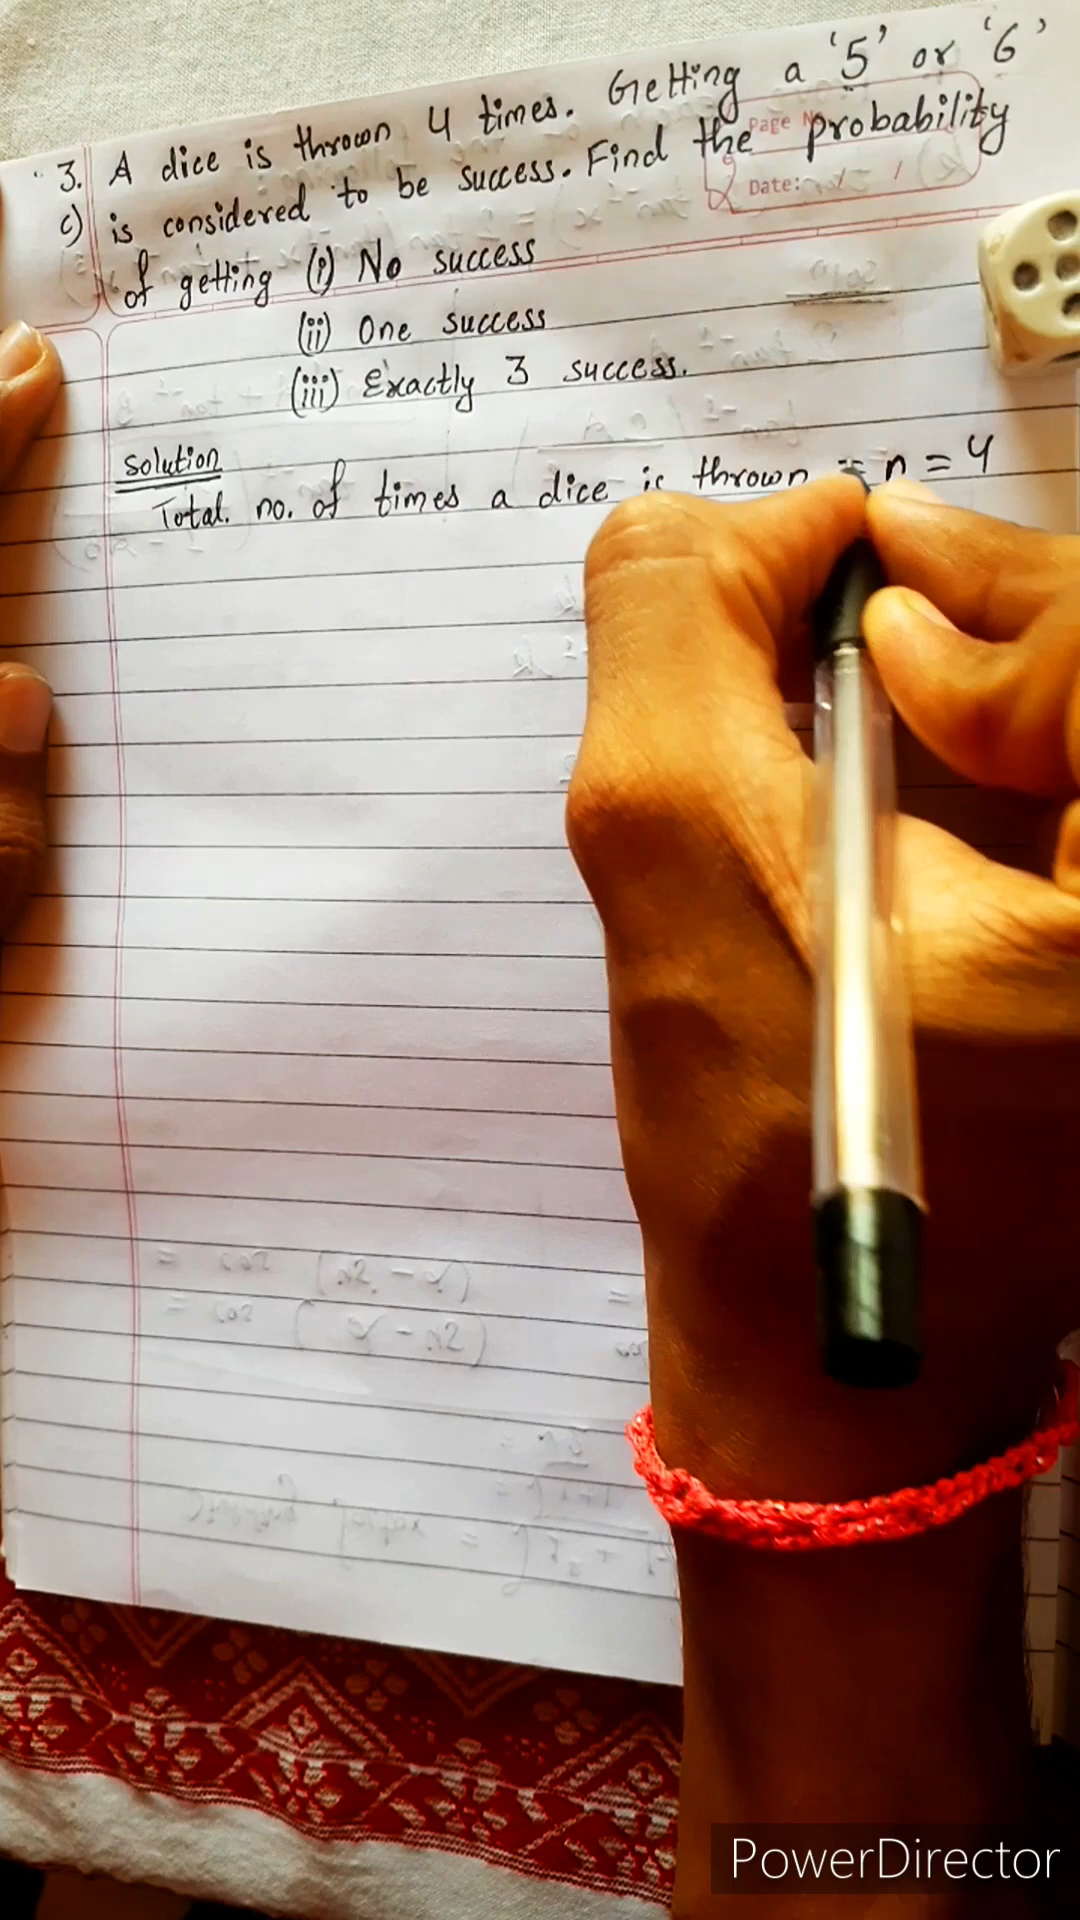 3. A dice is thrown 4 times. Getting a '5' or '6'
c) is considered to be success. Find the probability
of getting (i) No success
(ii) One success
(iii) Exactly 3 success.
Page N
Date: / /
Solution
Total. no. of times a dice is thrown = n = 4
PowerDirector